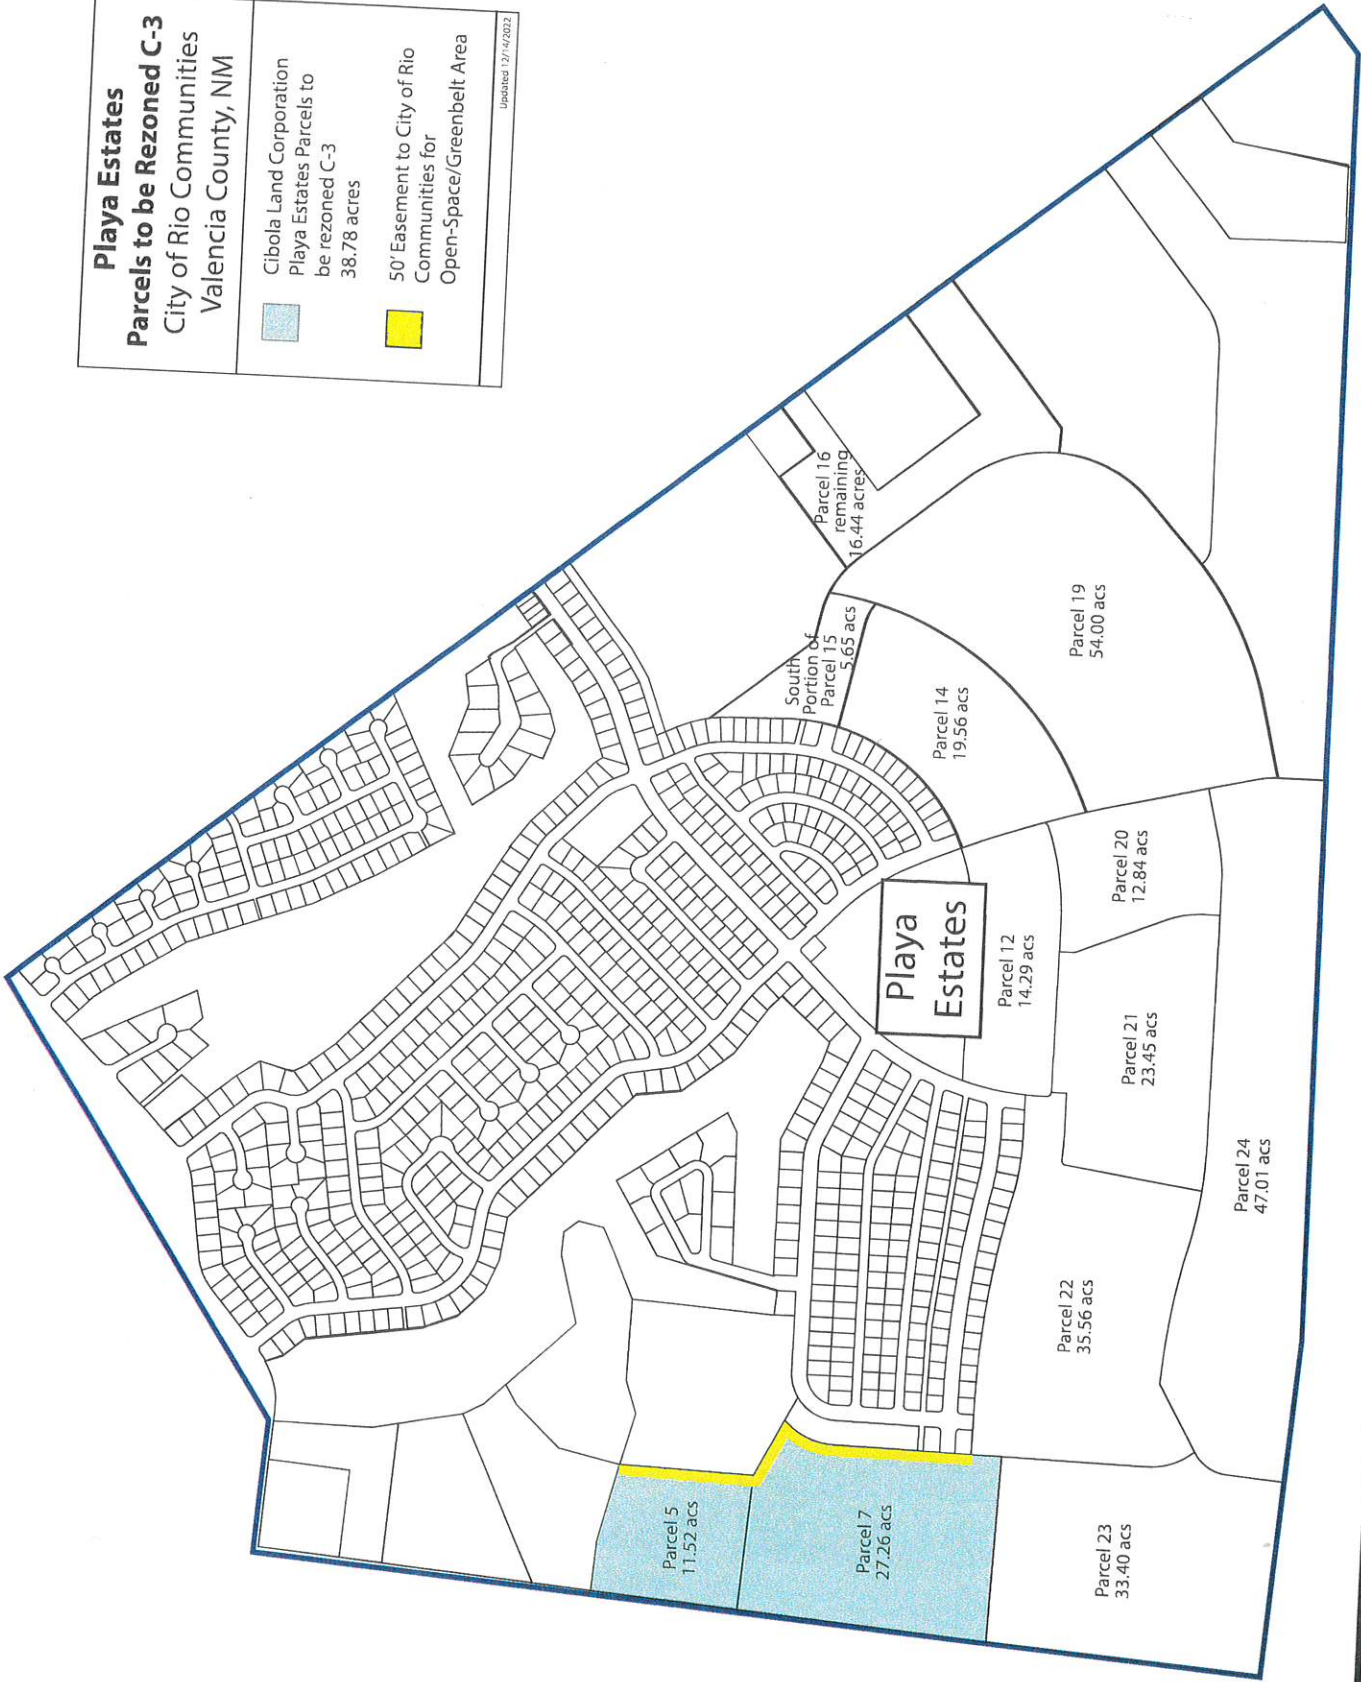 Playa Estates
Parcels to be Rezoned C-3
City of Rio Communities
Valencia County, NM
Cibola Land Corporation
Playa Estates Parcels to
be rezoned C-3
38.78 acres
50' Easement to City of Rio
Communities for
Open-Space/Greenbelt Area
Updated 12/14/2022
Parcel 16
remaining
16.44 acres
South
Portion of
Parcel 15
5.65 acs
Parcel 14
19.56 acs
Parcel 19
54.00 acs
Playa
Estates
Parcel 12
14.29 acs
Parcel 20
12.84 acs
Parcel 21
23.45 acs
Parcel 24
47.01 acs
Parcel 22
35.56 acs
Parcel 5
11.52 acs
Parcel 7
27.26 acs
Parcel 23
33.40 acs